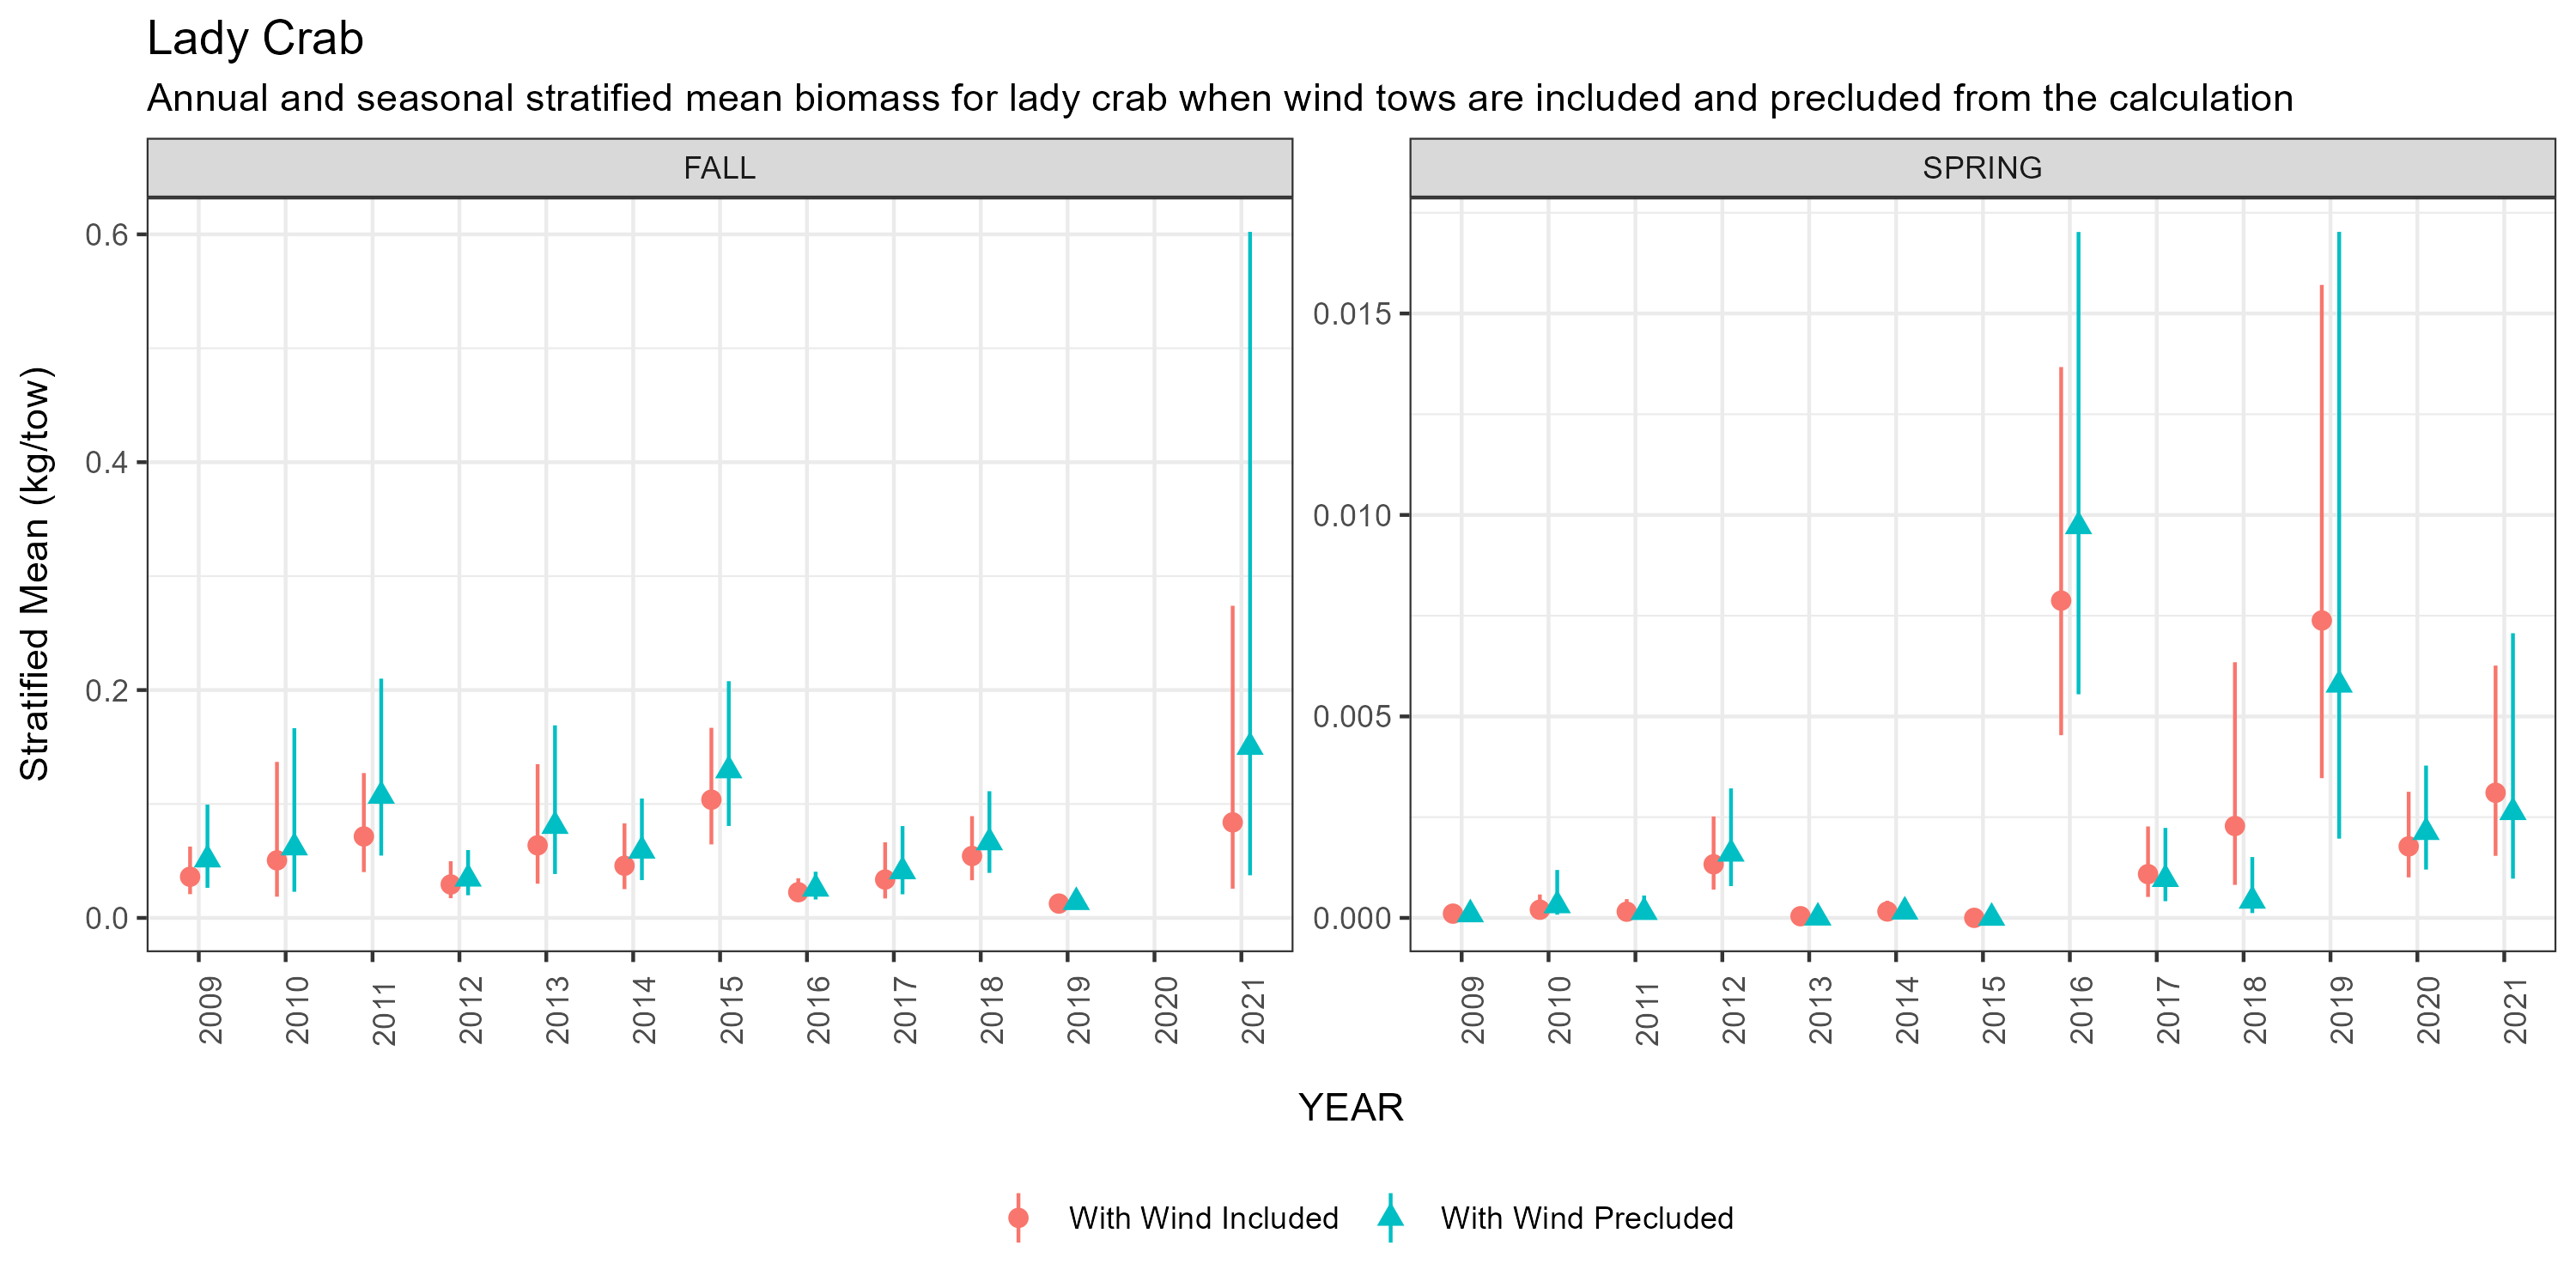 Lady Crab
Annual and seasonal stratified mean biomass for lady crab when wind tows are included and precluded from the calculation
FALL
SPRING
Stratified Mean (kg/tow)
0.6
0.4
0.2
0.0
0.015
0.010
0.005
0.000
2009 2010 2011 2012 2013 2014 2015 2016 2017 2018 2019 2020 2021
2009 2010 2011 2012 2013 2014 2015 2016 2017 2018 2019 2020 2021
YEAR
With Wind Included
With Wind Precluded